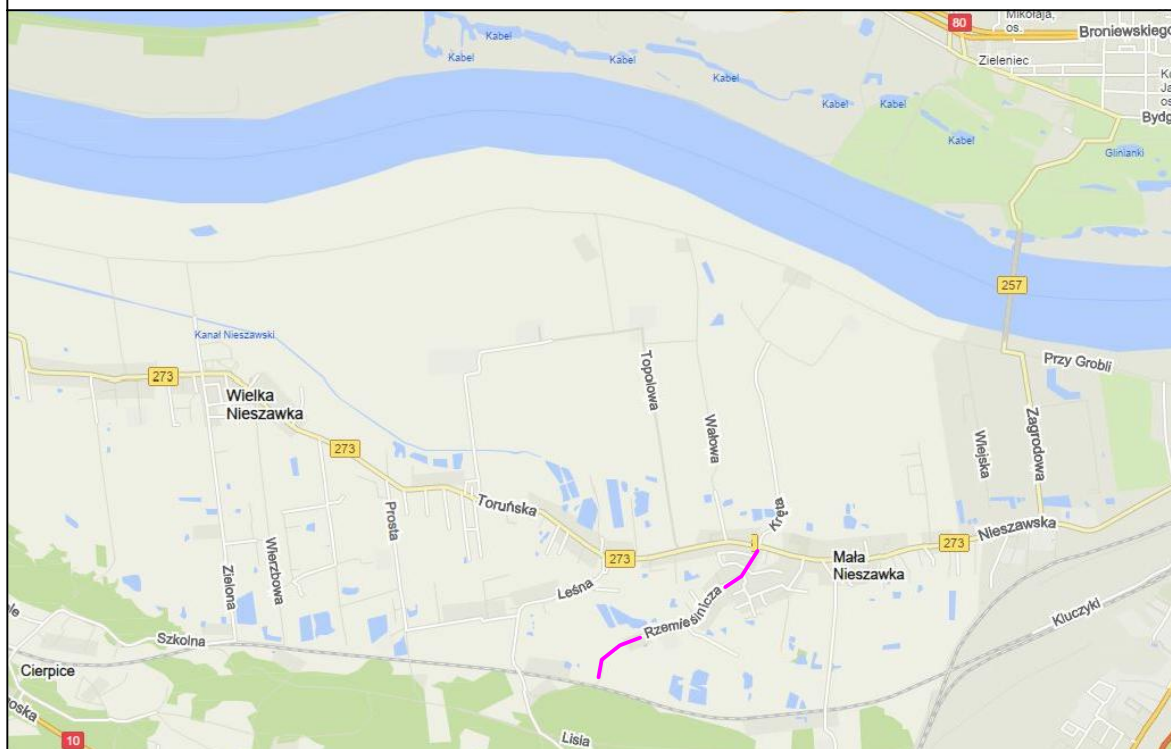 80
Mikołaja,
os.
Broniewskiego
Kabel
Kabel
Kabel
Kabel
Zieleniec
Kabel
Kabel
Bydg
Kabel
Glinianki
257
Kanał Nieszawski
Przy Grobli
273
Wielka
Nieszawka
Topolowa
Wałowa
Wiejska
Zagrodowa
273
Toruńska
Prosta
Kręta
Nieszawska
273
273
Mała
Nieszawka
Zielona
Wierzbowa
Leśna
Rzemieślnicza
Kluczyki
Szkolna
Cierpice
10
Lisia